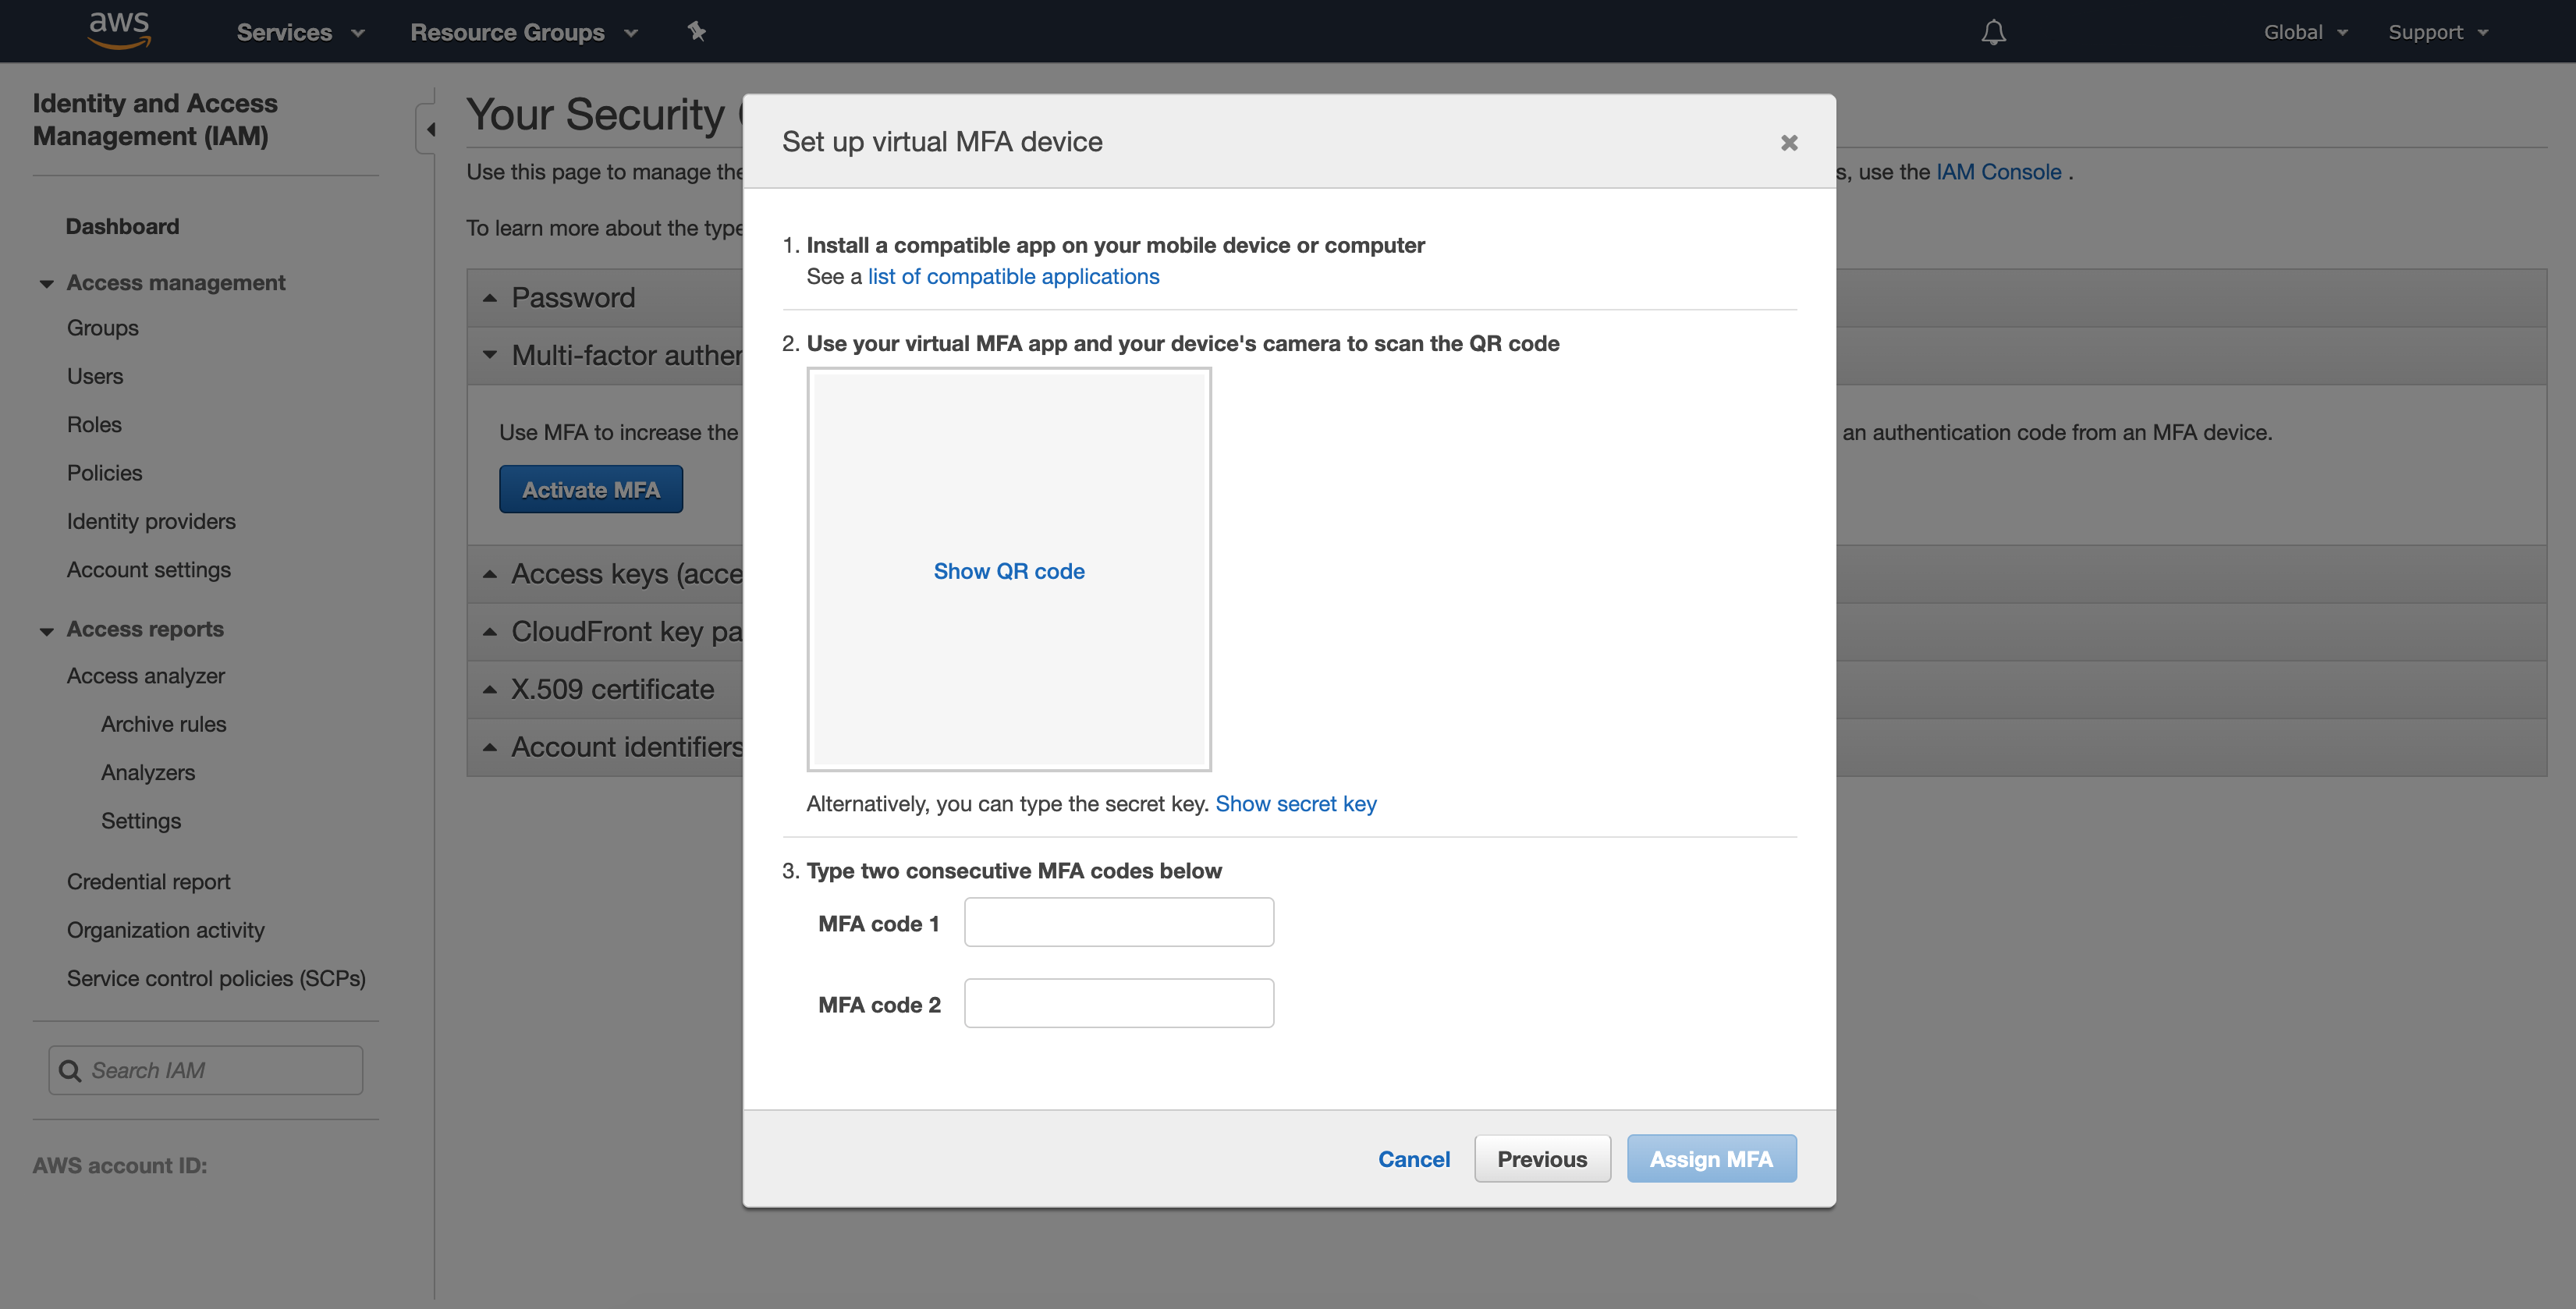 aws
Services
Resource Groups
Global
Support
Identity and Access
Management (IAM)
Dashboard
Access management
Groups
Users
Roles
Policies
Identity providers
Account settings
Access reports
Access analyzer
Archive rules
Analyzers
Settings
Credential report
Organization activity
Service control policies (SCPs)
Search IAM
AWS account ID:
Your Security
Use this page to manage the
s, use the IAM Console .
To learn more about the type
Password
Multi-factor authen
Use MFA to increase the
an authentication code from an MFA device.
Activate MFA
Access keys (acce
CloudFront key pa
X.509 certificate
Account identifiers
Set up virtual MFA device
1. Install a compatible app on your mobile device or computer
See a list of compatible applications
2. Use your virtual MFA app and your device's camera to scan the QR code
Show QR code
Alternatively, you can type the secret key. Show secret key
3. Type two consecutive MFA codes below
MFA code 1
MFA code 2
Cancel
Previous
Assign MFA